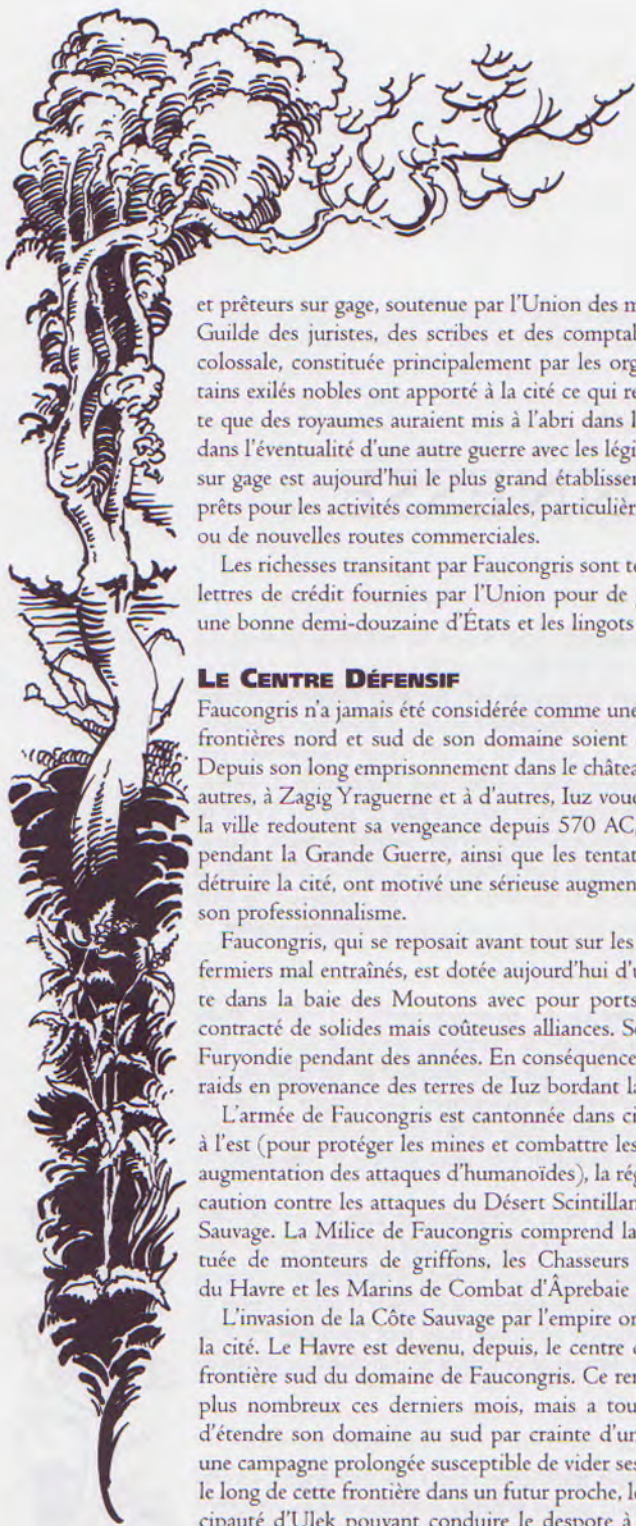 et prêteurs sur gage, soutenue par l'Union des m
Guilde des juristes, des scribes et des comptab
colossale, constituée principalement par les org
tains exilés nobles ont apporté à la cité ce qui re
te que des royaumes auraient mis à l'abri dans l
dans l'éventualité d'une autre guerre avec les légi
sur gage est aujourd'hui le plus grand établissen
prêts pour les activités commerciales, particulièr
ou de nouvelles routes commerciales.
Les richesses transitant par Faucongris sont te
lettres de crédit fournies par l'Union pour de
une bonne demi-douzaine d'États et les lingots
LE CENTRE DÉFENSIF
Faucongris n'a jamais été considérée comme une
frontières nord et sud de son domaine soient
Depuis son long emprisonnement dans le châtea
autres, à Zagig Yraguerne et à d'autres, Iuz voue
la ville redoutent sa vengeance depuis 570 AC,
pendant la Grande Guerre, ainsi que les tentat
détruire la cité, ont motivé une sérieuse augmen
son professionnalisme.
Faucongris, qui se reposait avant tout sur les
fermiers mal entraînés, est dotée aujourd'hui d'u
te dans la baie des Moutons avec pour ports
contracté de solides mais coûteuses alliances. Se
Furyondie pendant des années. En conséquence
raids en provenance des terres de Iuz bordant la
L'armée de Faucongris est cantonnée dans ci
à l'est (pour protéger les mines et combattre les
augmentation des attaques d'humanoïdes), la rég
caution contre les attaques du Désert Scintillan
Sauvage. La Milice de Faucongris comprend la
tuée de monteurs de griffons, les Chasseurs
du Havre et les Marins de Combat d'Âprebaie
L'invasion de la Côte Sauvage par l'empire or
la cité. Le Havre est devenu, depuis, le centre d
frontière sud du domaine de Faucongris. Ce ren
plus nombreux ces derniers mois, mais a tou
d'étendre son domaine au sud par crainte d'un
une campagne prolongée susceptible de vider ses
le long de cette frontière dans un futur proche, le
cipauté d'Ulek pouvant conduire le despote à